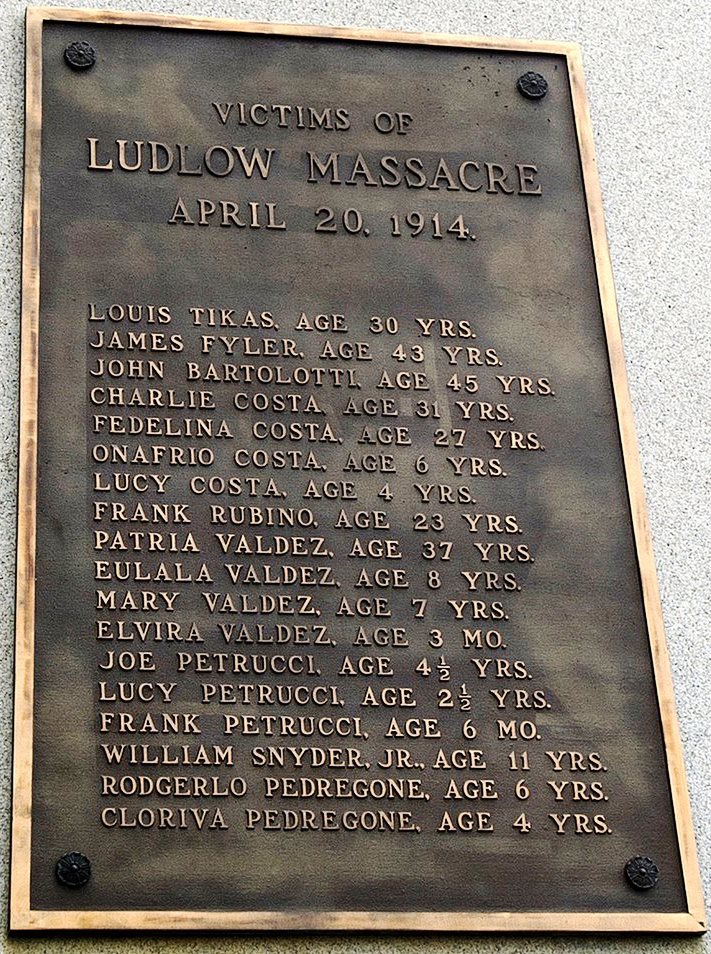 VICTIMS OF
LUDLOW MASSACRE
APRIL 20, 1914.
LOUIS TIKAS, AGE 30 YRS.
JAMES FYLER, AGE 43 YRS.
JOHN BARTOLOTTI, AGE 45 YRS.
CHARLIE COSTA, AGE 31 YRS.
FEDELINA COSTA, AGE 27 YRS.
ONAFRIO COSTA, AGE 6 YRS.
LUCY COSTA, AGE 4 YRS.
FRANK RUBINO, AGE 23 YRS.
PATRIA VALDEZ, AGE 37 YRS.
EULALA VALDEZ, AGE 8 YRS.
MARY VALDEZ, AGE 7 YRS.
ELVIRA VALDEZ, AGE 3 MO.
JOE PETRUCCI, AGE 4½ YRS.
LUCY PETRUCCI, AGE 2½ YRS.
FRANK PETRUCCI, AGE 6 MO.
WILLIAM SNYDER, JR., AGE 11 YRS.
RODGERLO PEDREGONE, AGE 6 YRS.
CLORIVA PEDREGONE, AGE 4 YRS.